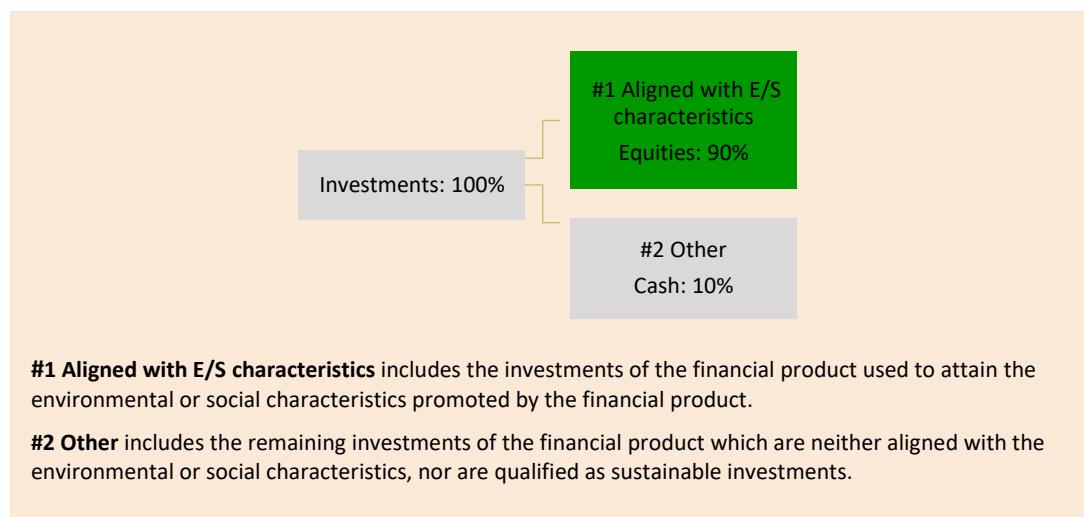 #1 Aligned with E/S
characteristics
Equities: 90%
Investments: 100%
#2 Other
Cash: 10%
#1 Aligned with E/S characteristics includes the investments of the financial product used to attain the
environmental or social characteristics promoted by the financial product.
#2 Other includes the remaining investments of the financial product which are neither aligned with the
environmental or social characteristics, nor are qualified as sustainable investments.